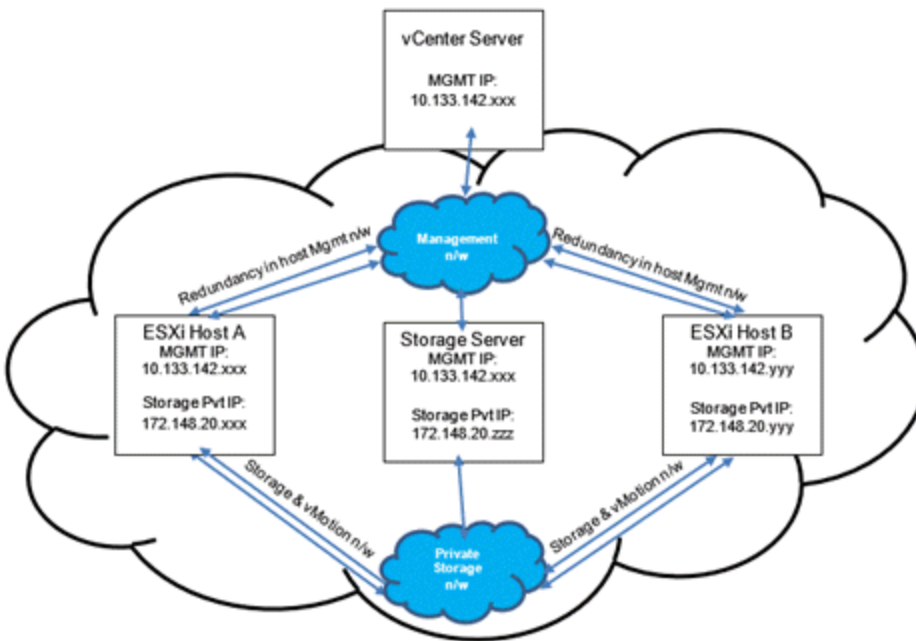 vCenter Server
MGMT IP:
10.133.142.xxx
Management
n/w
Redundancy in host Mgmt n/w
Redundancy in host Mgmt n/w
ESXi Host A
MGMT IP:
10.133.142.xxx
Storage Pvt IP:
172.148.20.xxx
Storage Server
MGMT IP:
10.133.142.xxx
Storage Pvt IP:
172.148.20.zzz
ESXi Host B
MGMT IP:
10.133.142.yyy
Storage Pvt IP:
172.148.20.yyy
Storage & vMotion n/w
Storage & vMotion n/w
Private
Storage
n/w